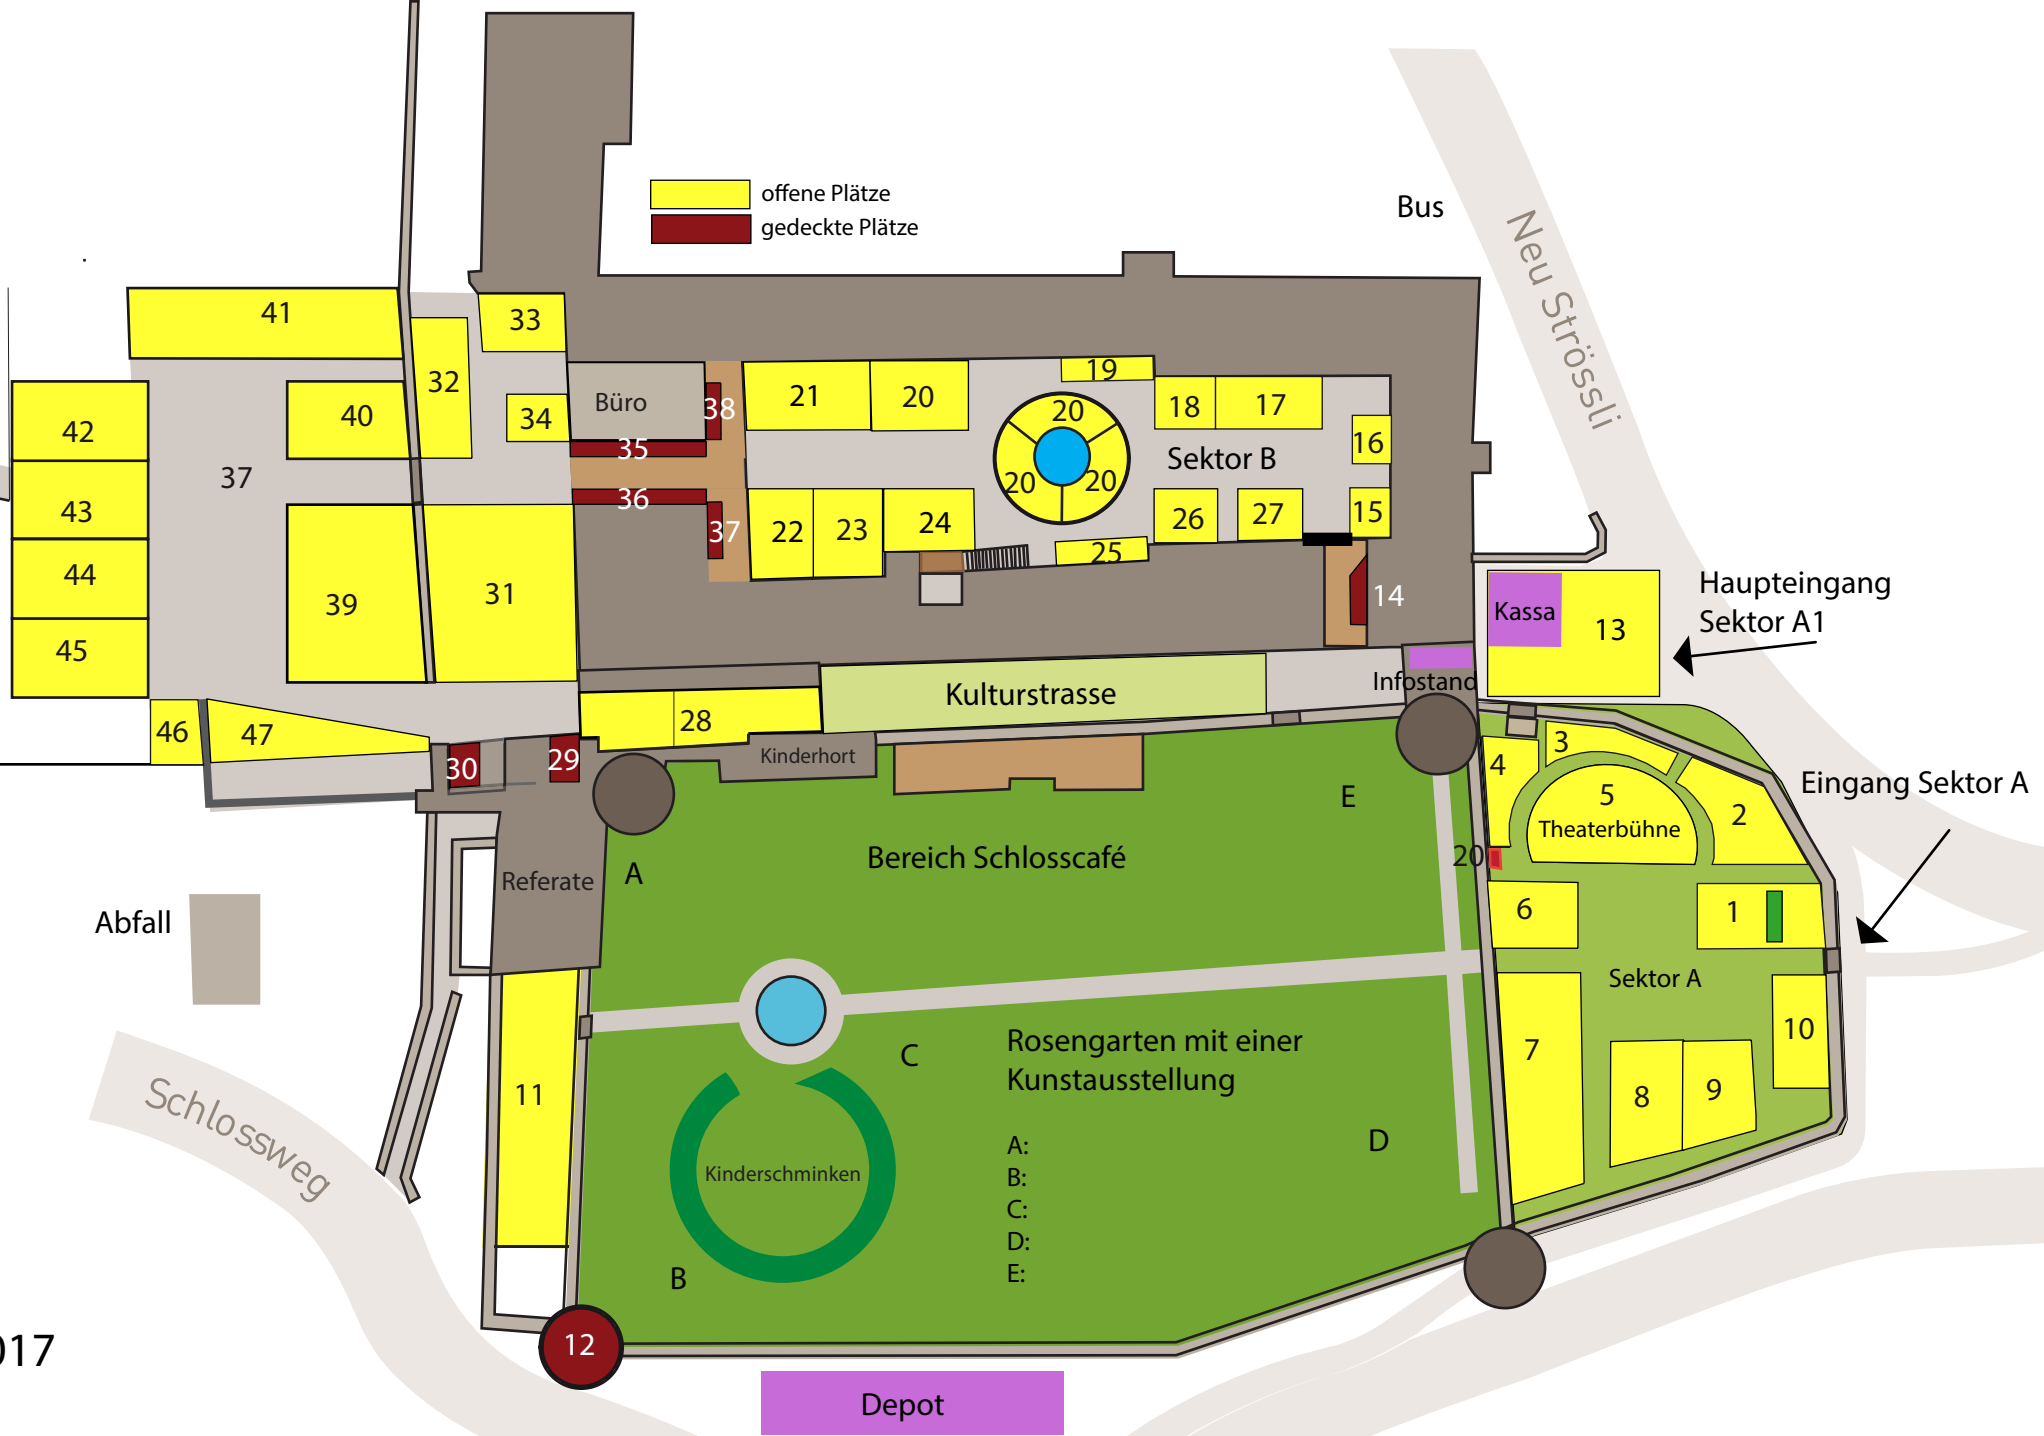 offene Plätze
gedeckte Plätze
Bus
Neu Strössli
41
33
32
42
40
34
Büro
38
21
20
19
20
18
17
16
35
37
20
20
Sektor B
43
36
37
22
23
24
25
26
27
15
44
39
31
14
Kassa
13
Haupteingang
Sektor A1
45
Infostand
Kulturstrasse
46
47
28
30
29
Kinderhort
4
3
Eingang Sektor A
E
5
Theaterbühne
2
Bereich Schlosscafé
20
A
Referate
6
1
Abfall
Sektor A
Rosengarten mit einer
Kunstausstellung
C
7
10
11
8
9
Schlossweg
Kinderschminken
A:
B:
C:
D:
E:
D
B
12
017
Depot